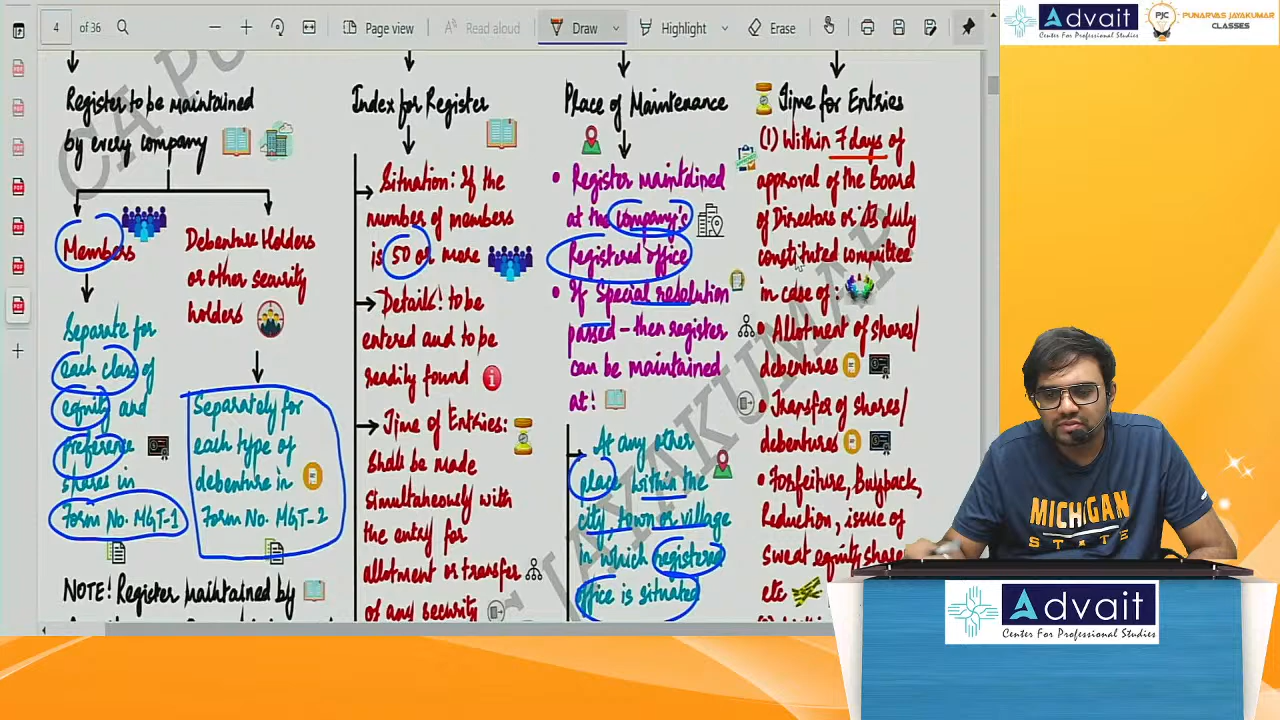 4 of 36
Page view
Read aloud
Draw
Highlight
Erase
Advait
Center For Professional Studies
PJC
PUNARVAS JAYAKUMAR
CLASSES
Register to be maintained
by every company
Members
Separate for
each class of
equity and
preference
shares in
Form No. MGT-1
Debenture Holders
or other security
holders
Separately for
each type of
debenture in
Form No. MGT-2
NOTE! Register maintained by
Index for Register
Situation: If the
number of members
is 50 or more
Details: to be
entered and to be
readily found
Time of Entries:
Shall be made
simultaneously with
the entry for
allotment or transfer
of any security
Place of Maintenance
• Register maintained
at the company's
Registered office
• If Special resolution
passed - then register
can be maintained
at:
At any other
place within the
city, town or village
in which registered
office is situated
Time for Entries
(1) Within 7 days of
approval of the Board
of Directors or its duly
constituted committee
in case of:
• Allotment of shares/
debentures
• Transfer of shares/
debentures
• Forfeiture, Buyback,
Reduction, issue of
sweat equity shares
etc
CA PU
JAYAKUMAR
MICHIGAN
STATE
Advait
Center For Professional Studies